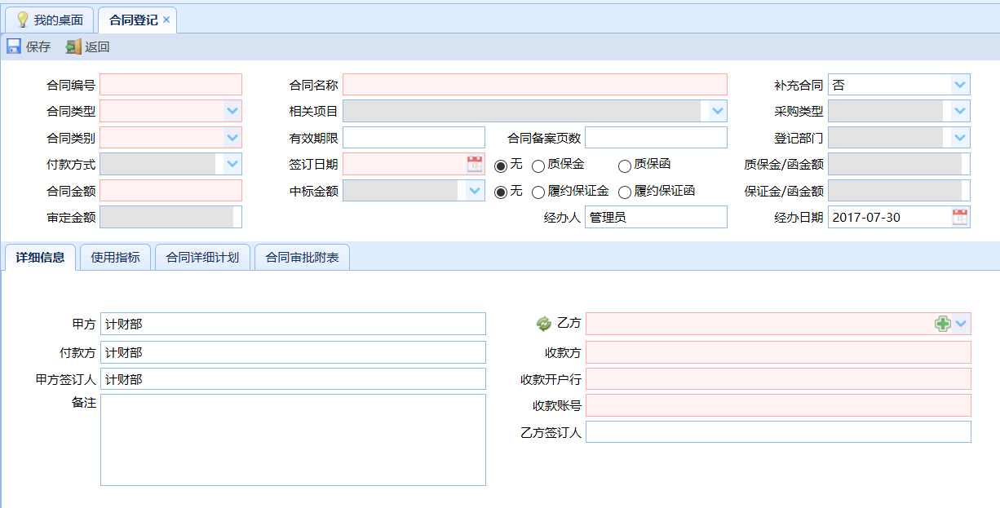 我的桌面 合同登记 ×
保存 返回
合同编号 合同名称 补充合同 否
合同类型 相关项目 采购类型
合同类别 有效期限 合同备案页数 登记部门
付款方式 签订日期 无 质保金 质保函 质保金/函金额
合同金额 中标金额 无 履约保证金 履约保证函 保证金/函金额
审定金额 经办人 管理员 经办日期 2017-07-30
详细信息 使用指标 合同详细计划 合同审批附表
甲方 计财部 乙方
付款方 计财部 收款方
甲方签订人 计财部 收款开户行
备注 收款账号
乙方签订人